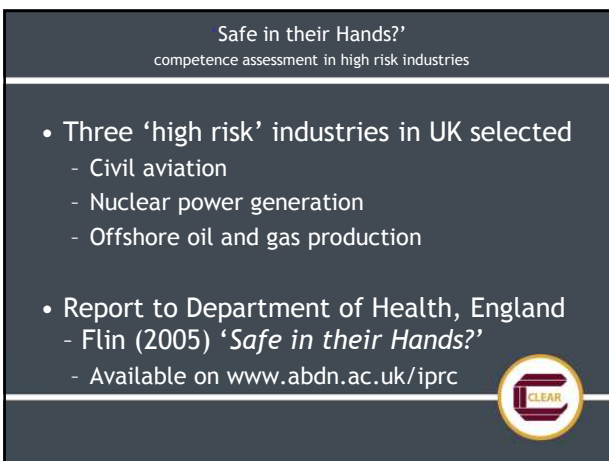 ‘Safe in their Hands?’
competence assessment in high risk industries
• Three ‘high risk’ industries in UK selected
– Civil aviation
– Nuclear power generation
– Offshore oil and gas production
• Report to Department of Health, England
– Flin (2005) ‘Safe in their Hands?’
– Available on www.abdn.ac.uk/iprc
CLEAR